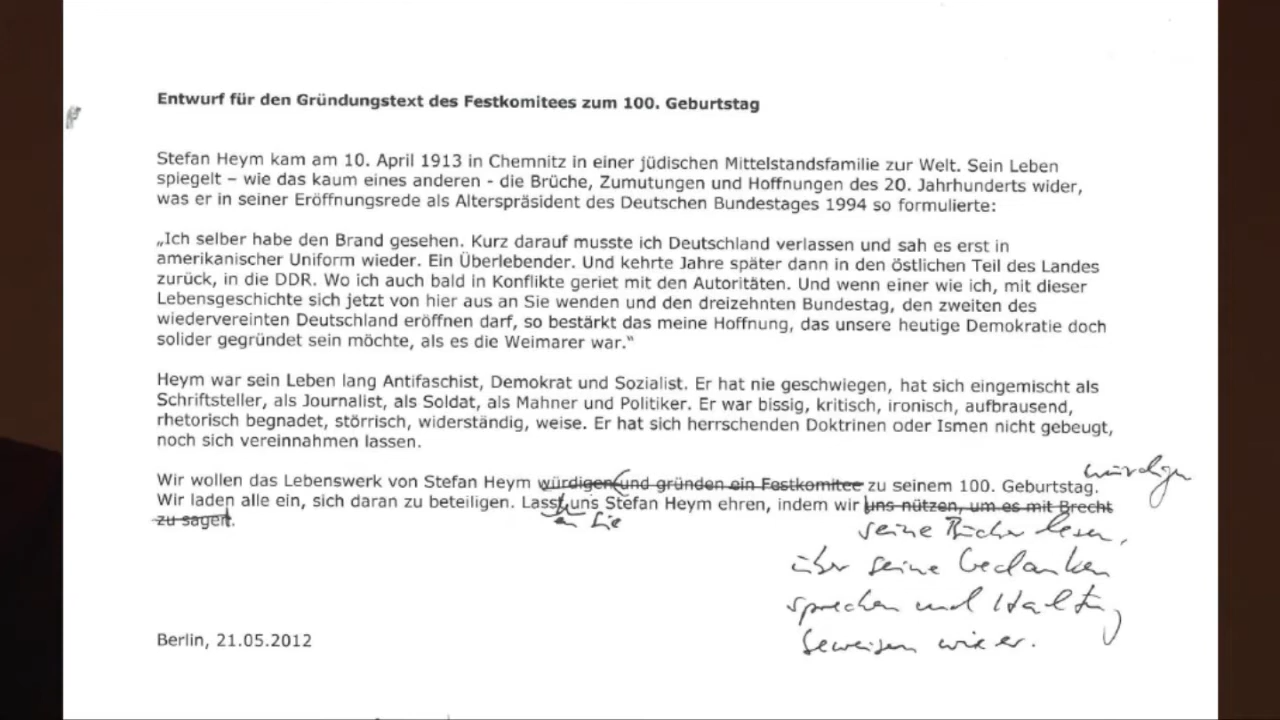 Entwurf für den Gründungstext des Festkomitees zum 100. Geburtstag
Stefan Heym kam am 10. April 1913 in Chemnitz in einer jüdischen Mittelstandsfamilie zur Welt. Sein Leben
spiegelt – wie das kaum eines anderen - die Brüche, Zumutungen und Hoffnungen des 20. Jahrhunderts wider,
was er in seiner Eröffnungsrede als Alterspräsident des Deutschen Bundestages 1994 so formulierte:
„Ich selber habe den Brand gesehen. Kurz darauf musste ich Deutschland verlassen und sah es erst in
amerikanischer Uniform wieder. Ein Überlebender. Und kehrte Jahre später dann in den östlichen Teil des Landes
zurück, in die DDR. Wo ich auch bald in Konflikte geriet mit den Autoritäten. Und wenn einer wie ich, mit dieser
Lebensgeschichte sich jetzt von hier aus an Sie wenden und den dreizehnten Bundestag, den zweiten des
wiedervereinten Deutschland eröffnen darf, so bestärkt das meine Hoffnung, das unsere heutige Demokratie doch
solider gegründet sein möchte, als es die Weimarer war."
Heym war sein Leben lang Antifaschist, Demokrat und Sozialist. Er hat nie geschwiegen, hat sich eingemischt als
Schriftsteller, als Journalist, als Soldat, als Mahner und Politiker. Er war bissig, kritisch, ironisch, aufbrausend,
rhetorisch begnadet, störrisch, widerständig, weise. Er hat sich herrschenden Doktrinen oder Ismen nicht gebeugt,
noch sich vereinnahmen lassen.
würdigen
Wir wollen das Lebenswerk von Stefan Heym würdigen und gründen ein Festkomitee zu seinem 100. Geburtstag.
Wir laden alle ein, sich daran zu beteiligen. Lasst uns Stefan Heym ehren, indem wir uns nützen, um es mit Brecht
zu sagen.
en Sie
seine Bücher lesen,
über seine Gedanken
sprechen und Haltung
beweisen wie er.
Berlin, 21.05.2012